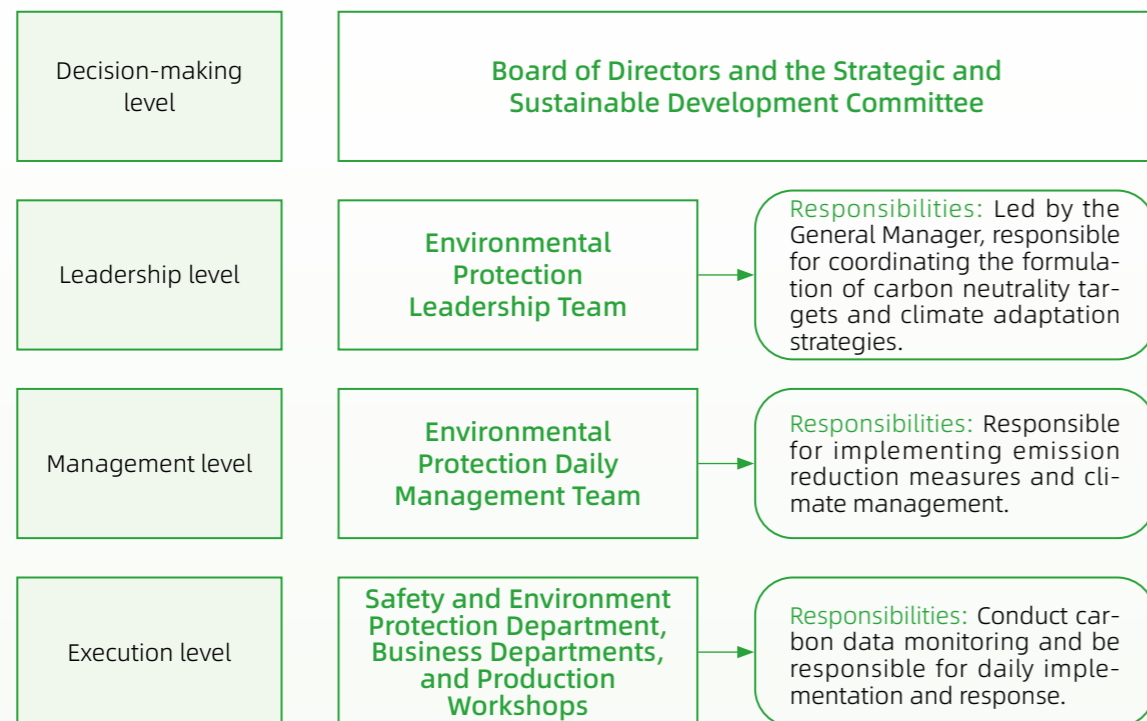 Decision-making
level
Board of Directors and the Strategic and
Sustainable Development Committee
Leadership level
Environmental
Protection
Leadership Team
Responsibilities: Led by the
General Manager, responsible
for coordinating the formula-
tion of carbon neutrality tar-
gets and climate adaptation
strategies.
Management level
Environmental
Protection Daily
Management Team
Responsibilities: Responsible
for implementing emission
reduction measures and cli-
mate management.
Execution level
Safety and Environment
Protection Department,
Business Departments,
and Production
Workshops
Responsibilities: Conduct car-
bon data monitoring and be
responsible for daily imple-
mentation and response.